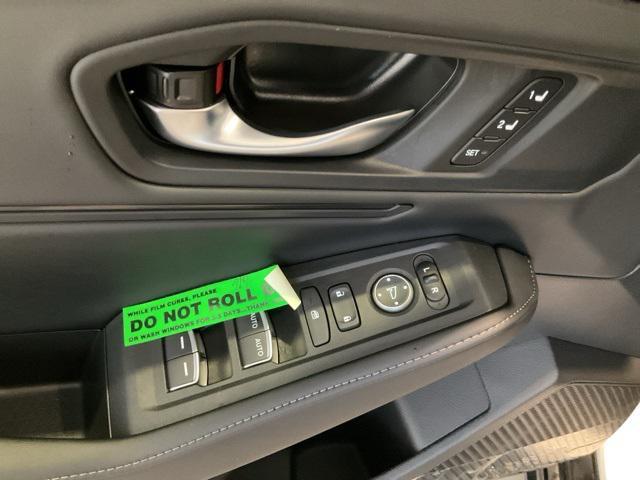 1
2
SET
L
R
WHILE FILM CURES, PLEASE
DO NOT ROLL
OR WASH WINDOWS FOR 3-5 DAYS...THANK
AUTO
AUTO